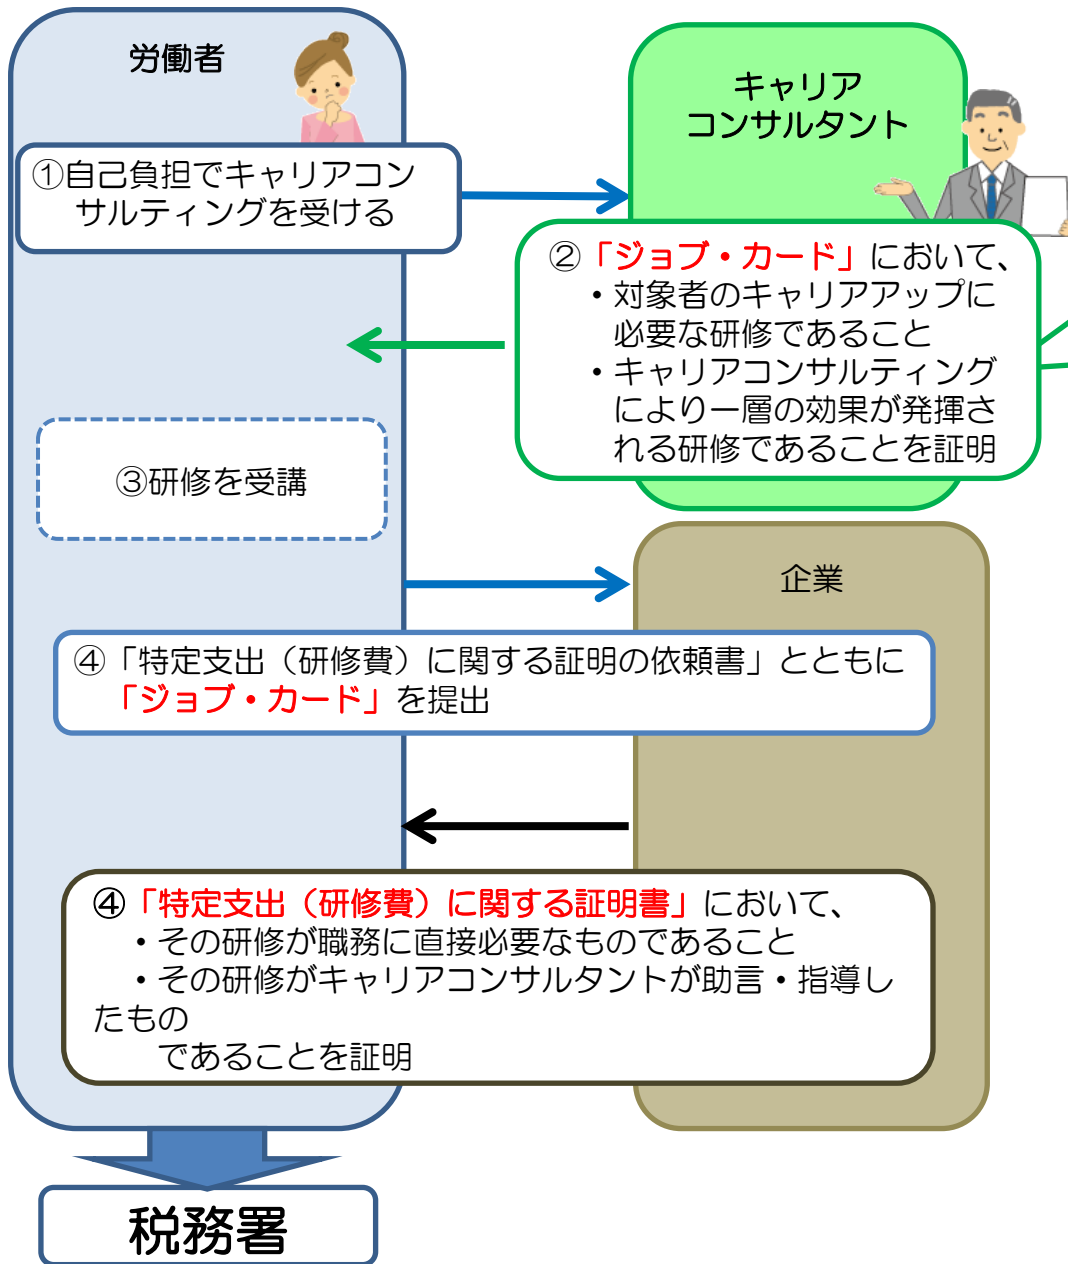 労働者
キャリア
コンサルタント
①自己負担でキャリアコン
サルティングを受ける
②「ジョブ・カード」において、
・対象者のキャリアアップに
必要な研修であること
・キャリアコンサルティング
により一層の効果が発揮さ
れる研修であることを証明
③研修を受講
企業
④「特定支出（研修費）に関する証明の依頼書」とともに
「ジョブ・カード」を提出
④「特定支出（研修費）に関する証明書」において、
・その研修が職務に直接必要なものであること
・その研修がキャリアコンサルタントが助言・指導し
たもの
であることを証明
税務署